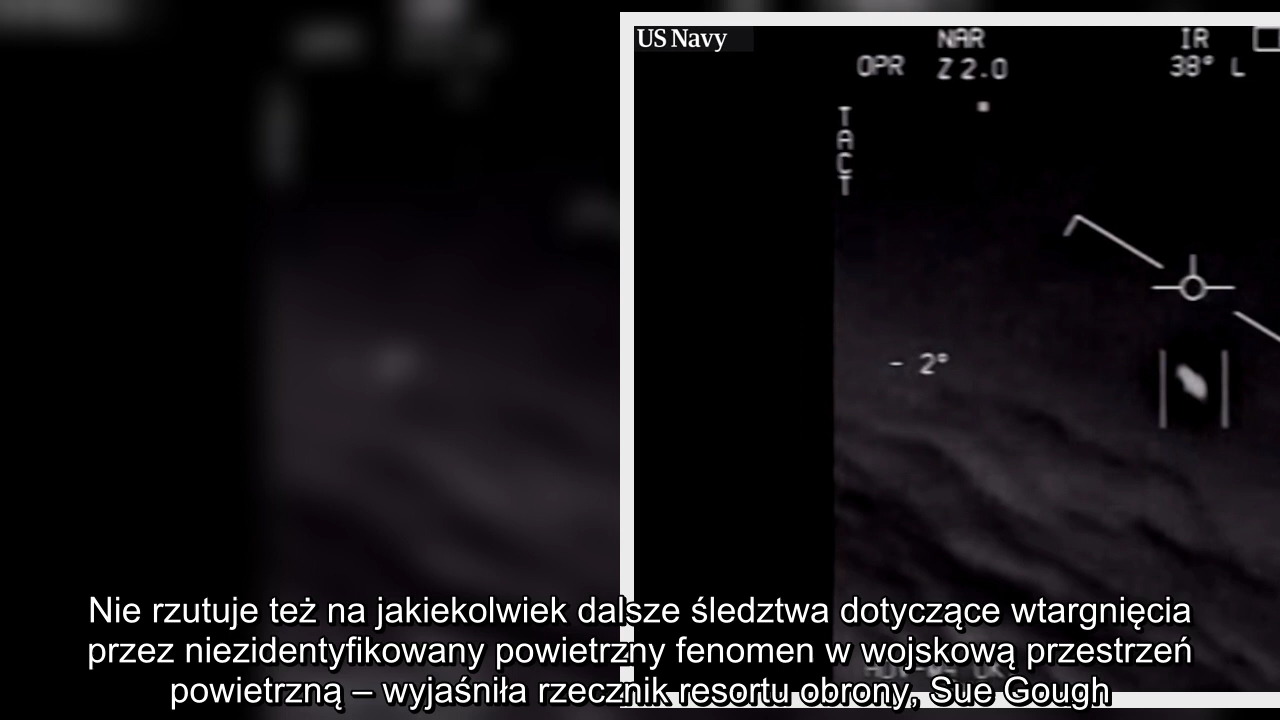 US Navy
NAR
IR
OPR
Z 2.0
38° L
TACT
- 2°
Nie rzutuje też na jakiekolwiek dalsze śledztwa dotyczące wtargnięcia
przez niezidentyfikowany powietrzny fenomen w wojskową przestrzeń
powietrzną – wyjaśniła rzecznik resortu obrony, Sue Gough